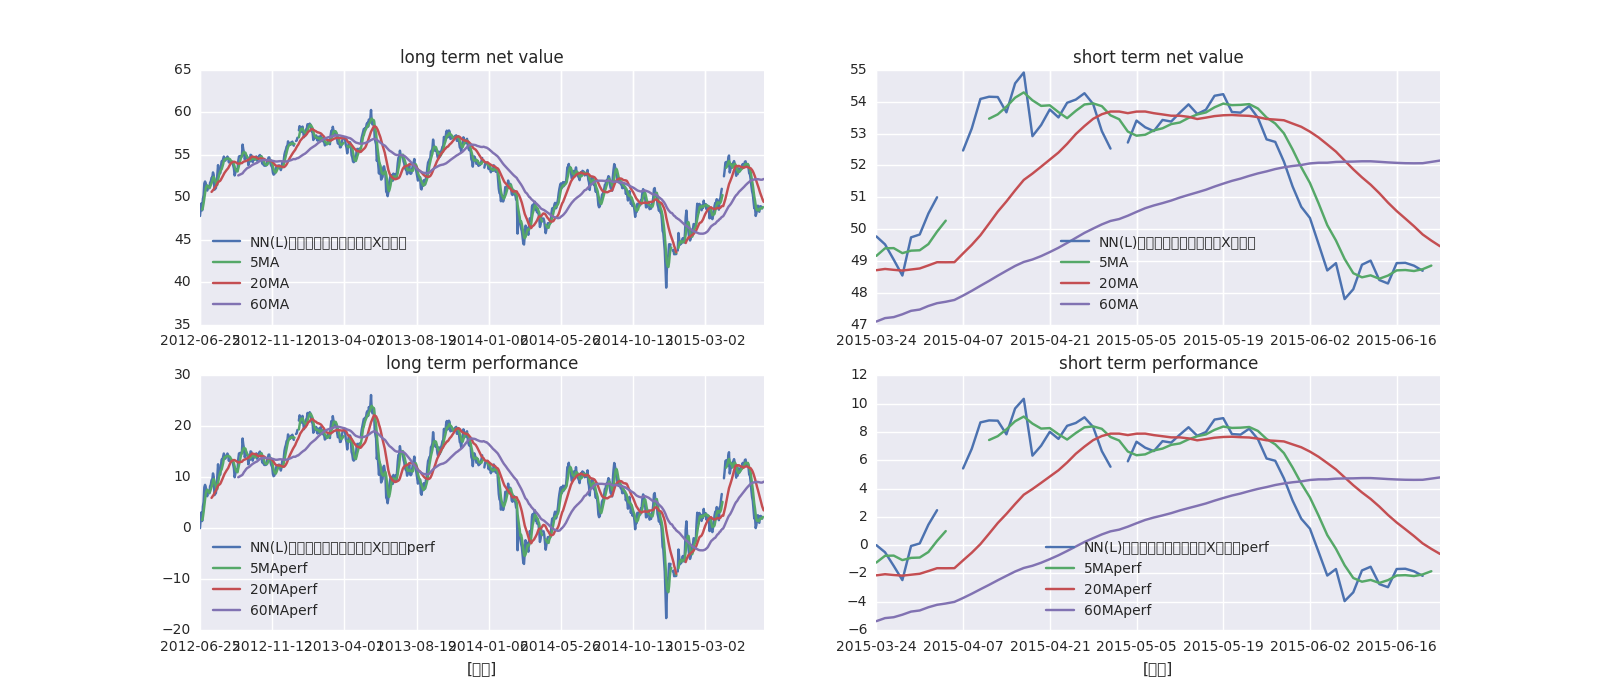 long term net value
65
60
55
50
45
40
35
NN(L) X
5MA
20MA
60MA
2012-06-25 2012-11-12 2013-04-01 2013-08-19 2014-01-06 2014-05-26 2014-10-13 2015-03-02
short term net value
55
54
53
52
51
50
49
48
47
NN(L) X
5MA
20MA
60MA
2015-03-24 2015-04-07 2015-04-21 2015-05-05 2015-05-19 2015-06-02 2015-06-16
long term performance
30
20
10
0
−10
−20
NN(L) X perf
5MAperf
20MAperf
60MAperf
2012-06-25 2012-11-12 2013-04-01 2013-08-19 2014-01-06 2014-05-26 2014-10-13 2015-03-02
short term performance
12
10
8
6
4
2
0
−2
−4
−6
NN(L) X perf
5MAperf
20MAperf
60MAperf
2015-03-24 2015-04-07 2015-04-21 2015-05-05 2015-05-19 2015-06-02 2015-06-16